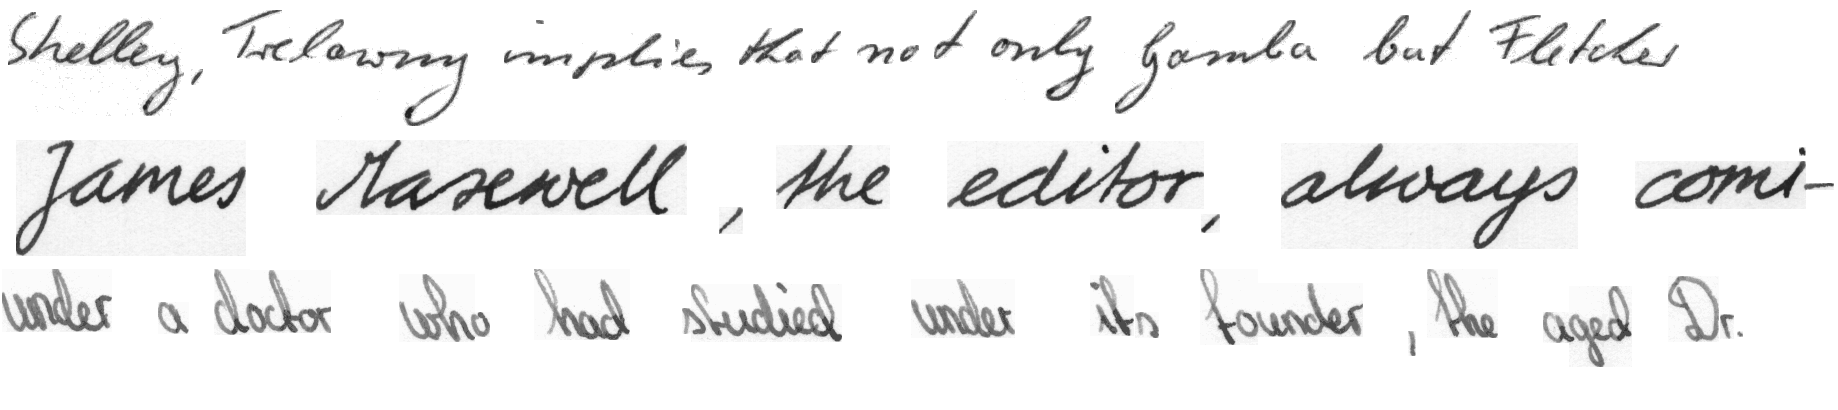 Shelley, Trelawny implies that not only Gamba but Fletcher
James Maxwell, the editor, always comi-
under a doctor who had studied under its founder, the aged Dr.